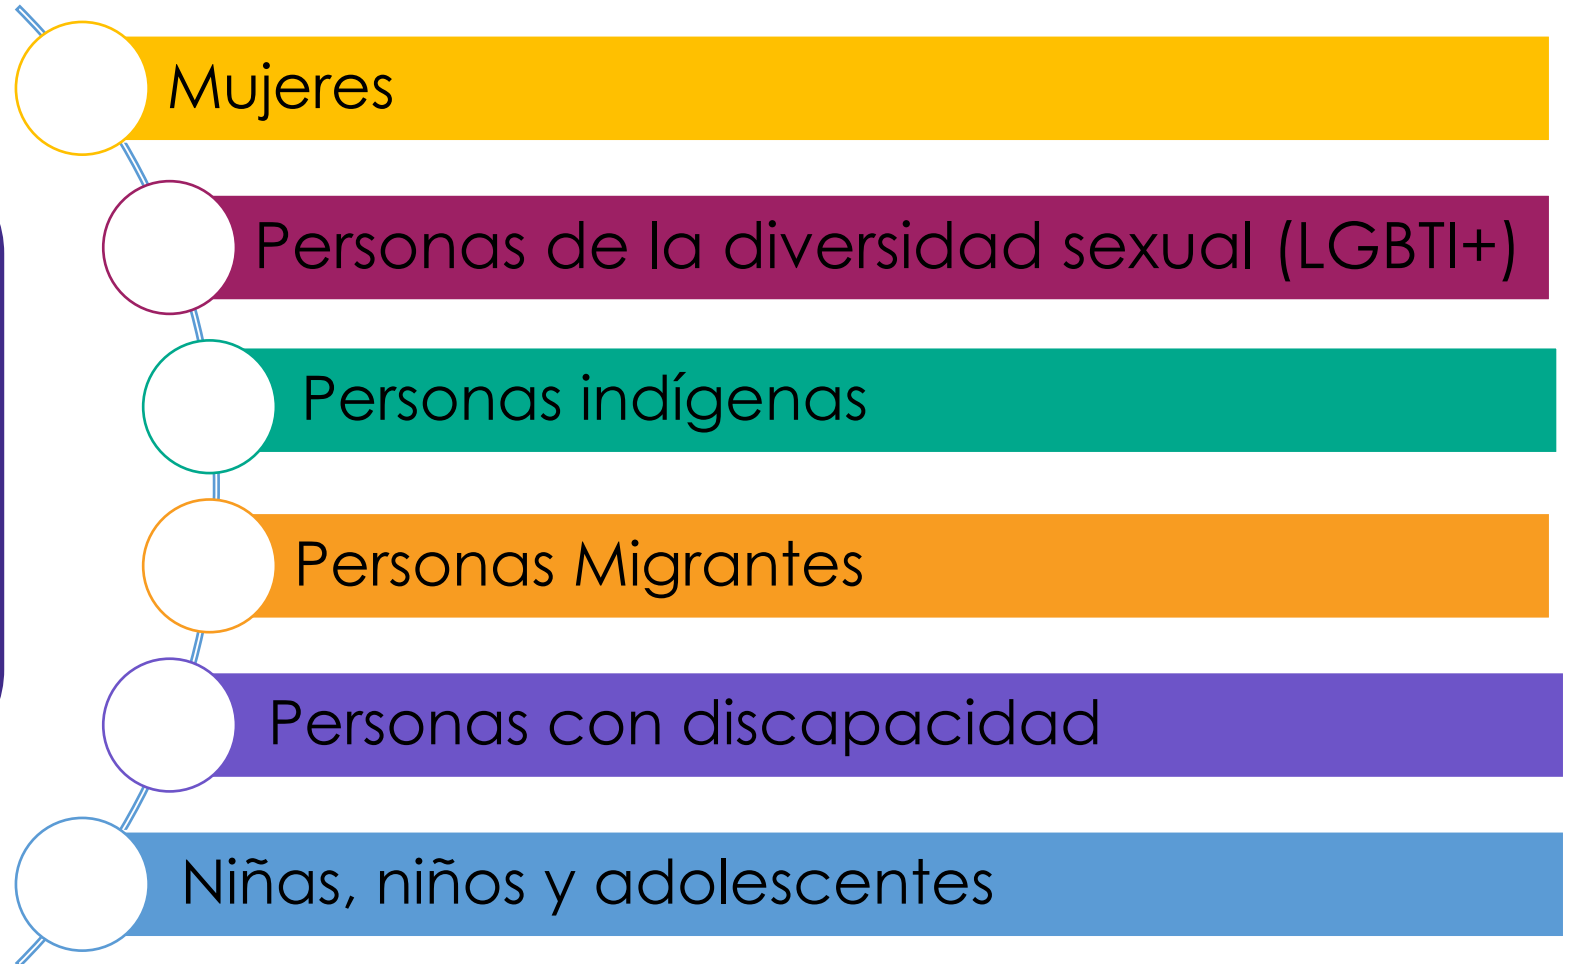 Mujeres
Personas de la diversidad sexual (LGBTI+)
Personas indígenas
Personas Migrantes
Personas con discapacidad
Niñas, niños y adolescentes